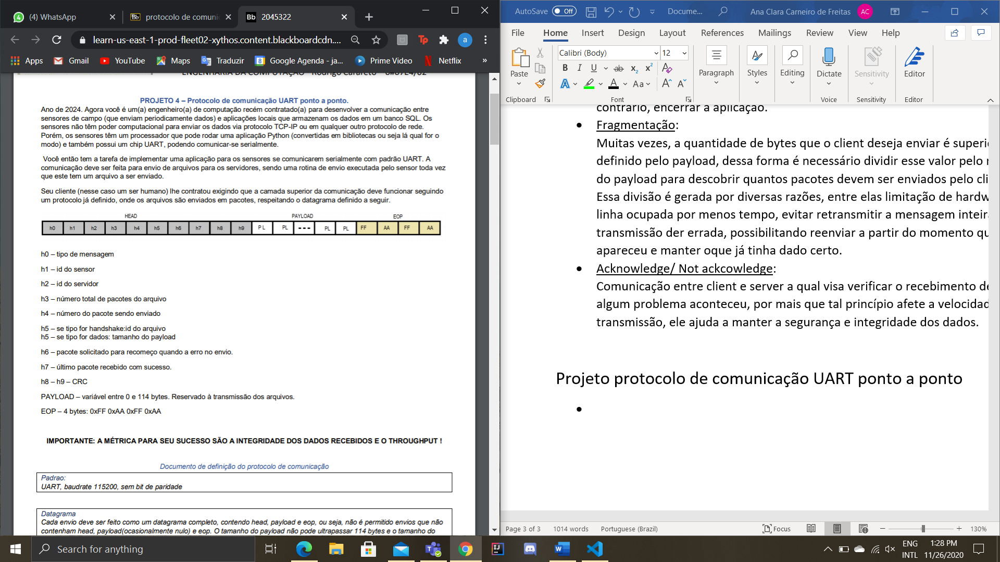 (4) WhatsApp
protocolo de comuni
2045322
learn-us-east-1-prod-fleet02-xythos.content.blackboardcdn....
Apps
Gmail
YouTube
Maps
Traduzir
Google Agenda - ja...
Prime Video
Netflix
»
PROJETO 4 – Protocolo de comunicação UART ponto a ponto.
Ano de 2024. Agora você é um(a) engenheiro(a) de computação recém contratado(a) para desenvolver a comunicação entre
sensores de campo (que enviam periodicamente dados) e aplicações locais que armazenam os dados em um banco SQL. Os
sensores não têm poder computacional para enviar os dados via protocolo TCP-IP ou em qualquer outro protocolo de rede.
Porém, os sensores têm um processador que pode rodar uma aplicação Python (convertidas em bibliotecas ou seja lá qual for o
modo) e também possui um chip UART, podendo comunicar-se serialmente.
Você então tem a tarefa de implementar uma aplicação para os sensores se comunicarem serialmente com padrão UART. A
comunicação deve ser feita para envio de arquivos para os servidores, sendo uma rotina de envio executada pelo sensor toda vez
que este tem um arquivo a ser enviado.
Seu cliente (nesse caso um ser humano) lhe contratou exigindo que a camada superior da comunicação deve funcionar seguindo
um protocolo já definido, onde os arquivos são enviados em pacotes, respeitando o datagrama definido a seguir.
HEAD PAYLOAD EOP
h0 h1 h2 h3 h4 h5 h6 h7 h8 h9 PL PL --- PL PL FF AA FF AA
h0 – tipo de mensagem
h1 – id do sensor
h2 – id do servidor
h3 – número total de pacotes do arquivo
h4 – número do pacote sendo enviado
h5 – se tipo for handshake:id do arquivo
h5 – se tipo for dados: tamanho do payload
h6 – pacote solicitado para recomeço quando a erro no envio.
h7 – último pacote recebido com sucesso.
h8 – h9 – CRC
PAYLOAD – variável entre 0 e 114 bytes. Reservado à transmissão dos arquivos.
EOP – 4 bytes: 0xFF 0xAA 0xFF 0xAA
IMPORTANTE: A MÉTRICA PARA SEU SUCESSO SÃO A INTEGRIDADE DOS DADOS RECEBIDOS E O THROUGHPUT !
Documento de definição do protocolo de comunicação
Padrao:
UART, baudrate 115200, sem bit de paridade
Datagrama
Cada envio deve ser feito como um datagrama completo, contendo head, payload e eop, ou seja, não é permitido envios que não
contenham head, payload(ocasionalmente nulo) e eop. O tamanho do payload não pode ultrapassar 114 bytes e o tamanho do
AutoSave Off
Docume...
Ana Clara Carneiro de Freitas AC
File Home Insert Design Layout References Mailings Review View Help
Calibri (Body) 12
Paste
Paragraph
Styles
Editing
Dictate
Sensitivity
Editor
Clipboard Font Voice Sensitivity Editor
contrário, encerrar a aplicação.
• Fragmentação:
Muitas vezes, a quantidade de bytes que o client deseja enviar é superi
definido pelo payload, dessa forma é necessário dividir esse valor pelo
do payload para descobrir quantos pacotes devem ser enviados pelo cli
Essa divisão é gerada por diversas razões, entre elas limitação de hardw
linha ocupada por menos tempo, evitar retransmitir a mensagem inteir
transmissão der errada, possibilitando reenviar a partir do momento qu
apareceu e manter oque já tinha dado certo.
• Acknowledge/ Not ackcowledge:
Comunicação entre client e server a qual visa verificar o recebimento de
algum problema aconteceu, por mais que tal princípio afete a velocidad
transmissão, ele ajuda a manter a segurança e integridade dos dados.
Projeto protocolo de comunicação UART ponto a ponto
•
Page 3 of 3 1014 words Portuguese (Brazil) Focus 130%
Search for anything
ENG
INTL
1:28 PM
11/26/2020